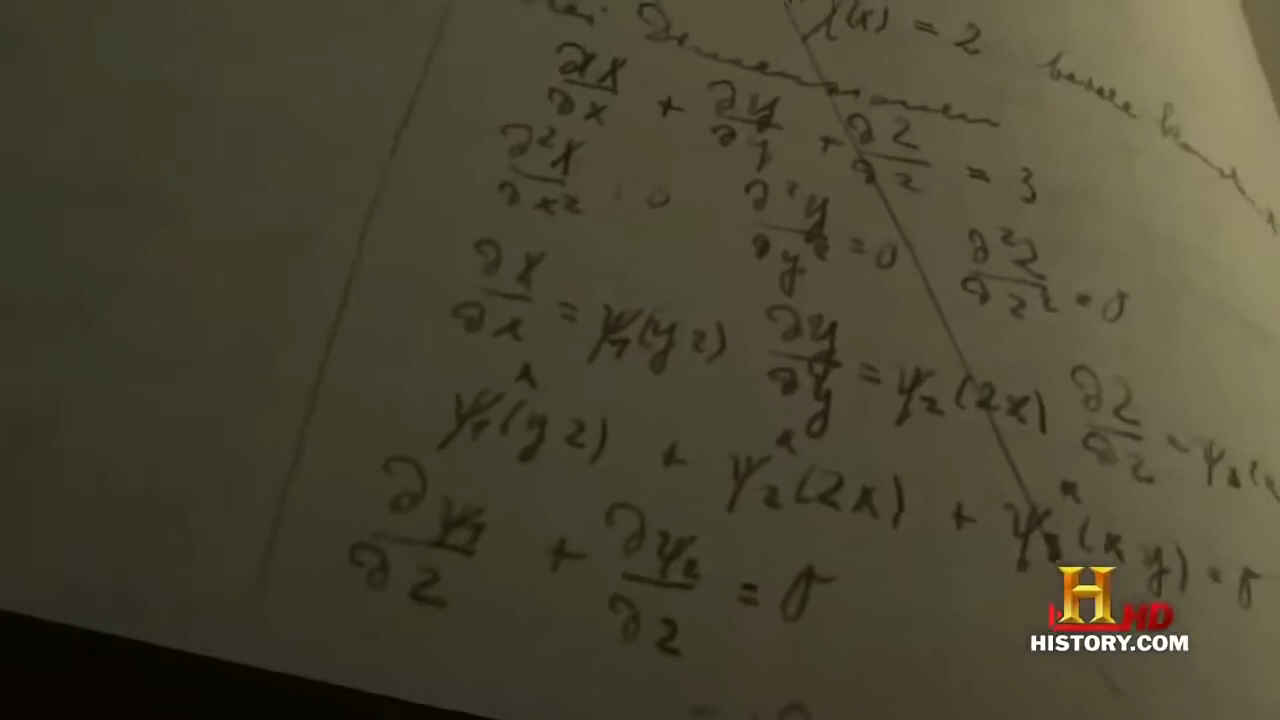 = 2
∂X/∂x + ∂y/∂y + ∂z/∂z = 3
∂²X/∂x² = 0 ∂²y/∂y² = 0 ∂²z/∂z² = 0
∂X/∂x = ψ₁(yz) ∂y/∂y = ψ₂(zx) ∂z/∂z =
ψ₁(yz) + ψ₂(zx) + ψ₃(xy) = 0
∂ψ₁/∂z + ∂ψ₂/∂z = 0
H
HD
HISTORY.COM